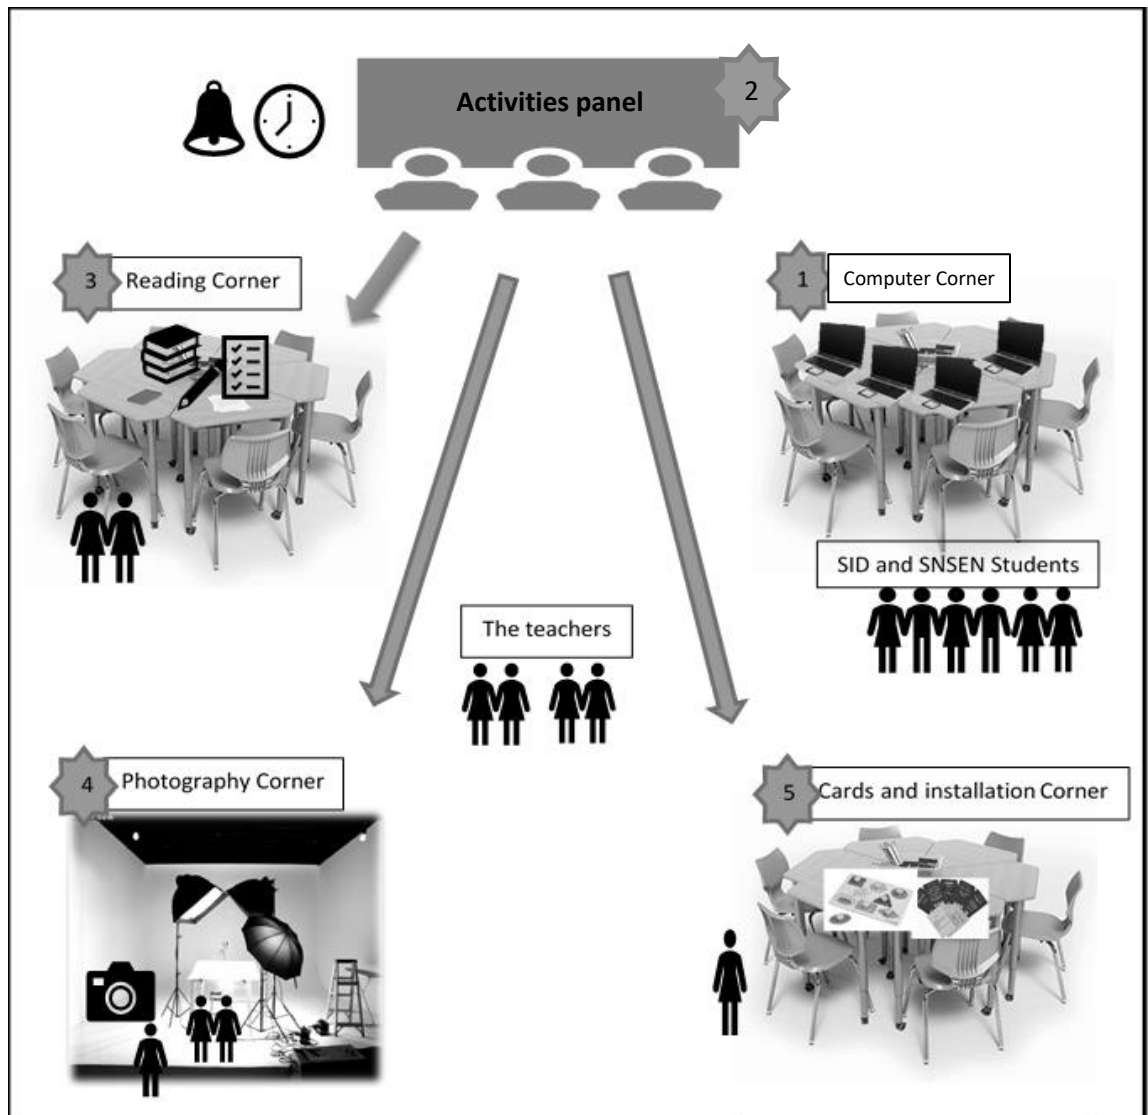 Activities panel
2
3
Reading Corner
1
Computer Corner
SID and SNSEN Students
The teachers
4
Photography Corner
5
Cards and installation Corner